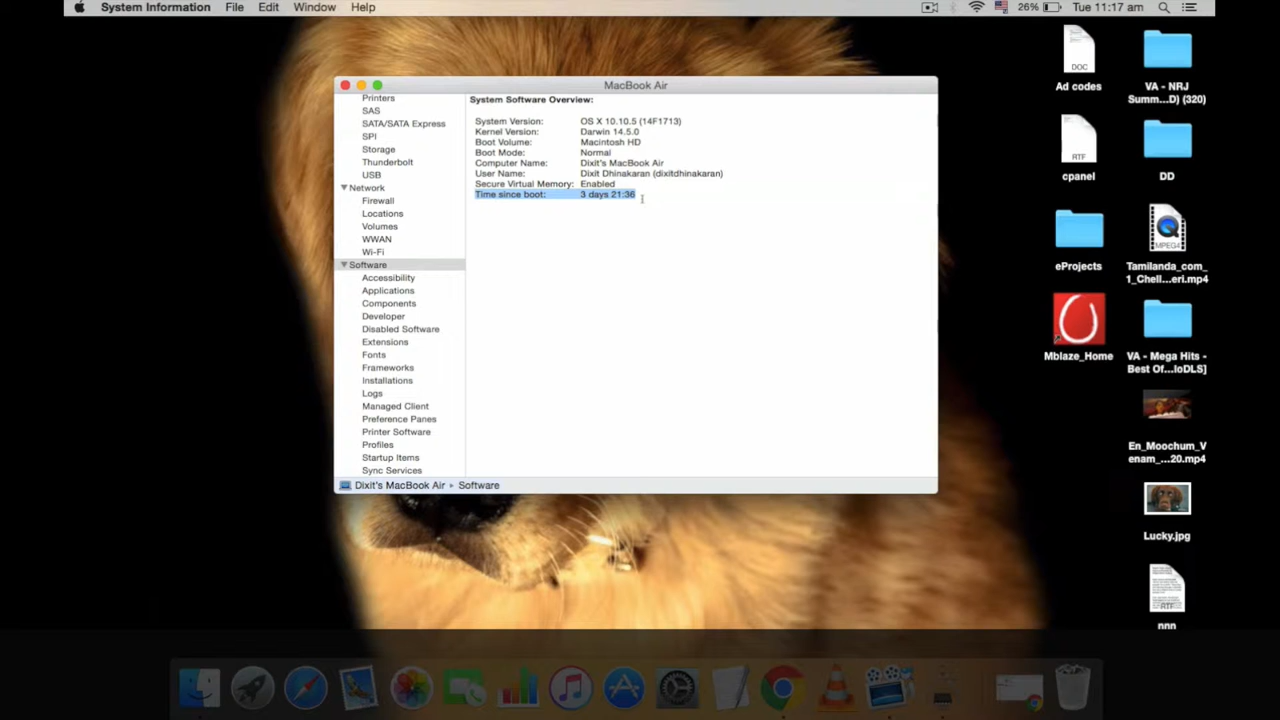 System Information File Edit Window Help 26% Tue 11:17 am
MacBook Air
Printers
SAS
SATA/SATA Express
SPI
Storage
Thunderbolt
USB
Network
Firewall
Locations
Volumes
WWAN
Wi-Fi
Software
Accessibility
Applications
Components
Developer
Disabled Software
Extensions
Fonts
Frameworks
Installations
Logs
Managed Client
Preference Panes
Printer Software
Profiles
Startup Items
Sync Services
System Software Overview:
System Version: OS X 10.10.5 (14F1713)
Kernel Version: Darwin 14.5.0
Boot Volume: Macintosh HD
Boot Mode: Normal
Computer Name: Dixit's MacBook Air
User Name: Dixit Dhinakaran (dixitdhinakaran)
Secure Virtual Memory: Enabled
Time since boot: 3 days 21:36
Dixit's MacBook Air ▸ Software
DOC
Ad codes
VA - NRJ
Summ...D) (320)
RTF
cpanel
DD
eProjects
MPEG4
Tamilanda_com_
1_Chell...eri.mp4
Mblaze_Home
VA - Mega Hits -
Best Of...loDLS]
En_Moochum_V
enam_...20.mp4
Lucky.jpg
RTF
nnn